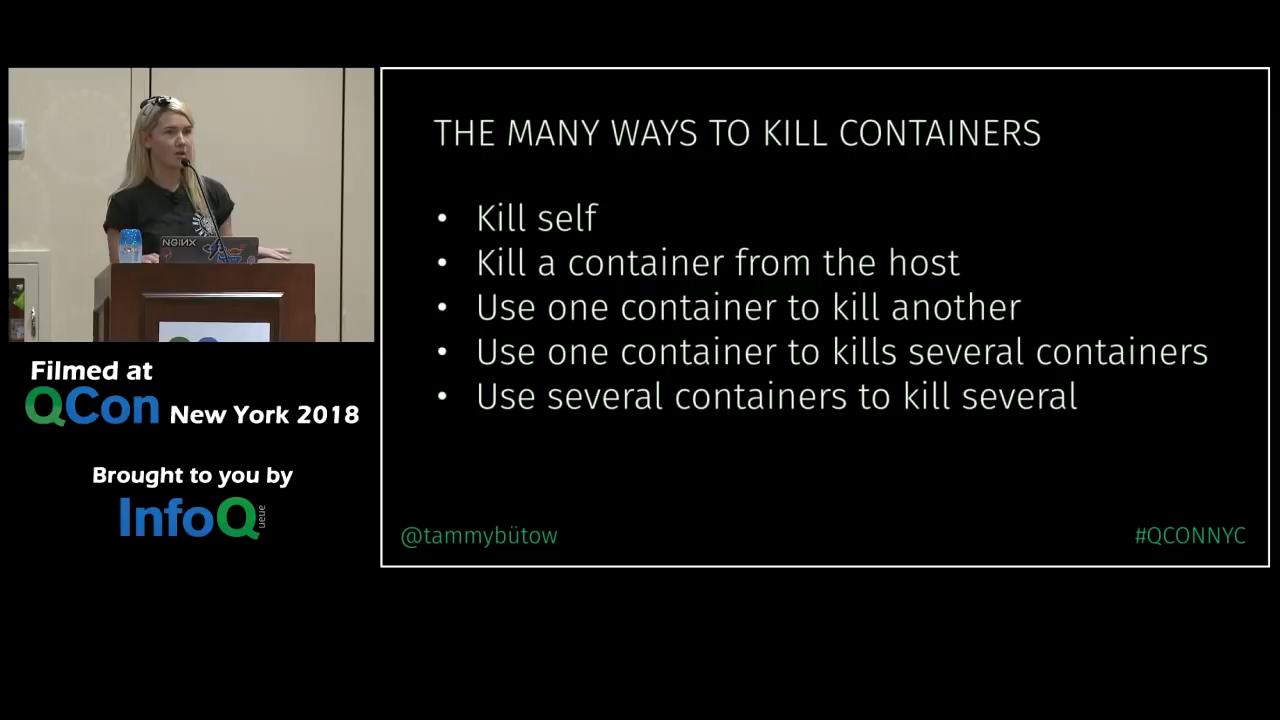 NGINX
Filmed at
QCon New York 2018
Brought to you by
InfoQ
ueue
THE MANY WAYS TO KILL CONTAINERS
• Kill self
• Kill a container from the host
• Use one container to kill another
• Use one container to kills several containers
• Use several containers to kill several
@tammybütow
#QCONNYC